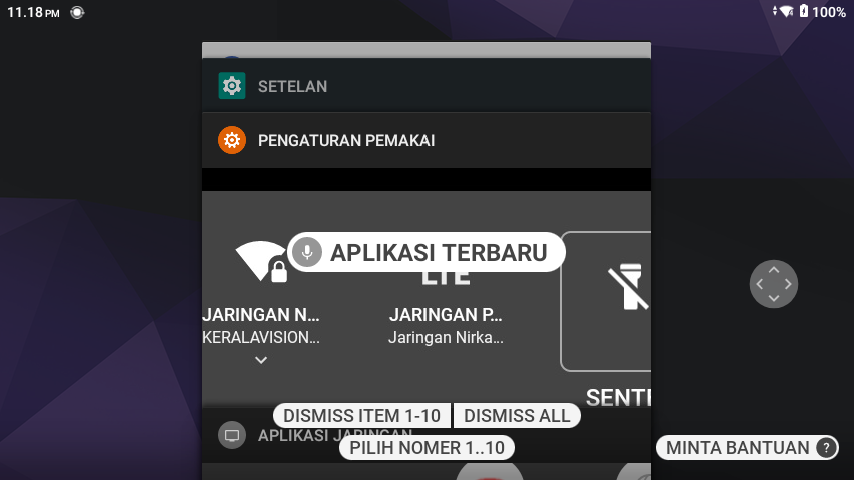 11.18 PM
100%
SETELAN
PENGATURAN PEMAKAI
APLIKASI TERBARU
LTE
JARINGAN N...
JARINGAN P...
KERALAVISION...
Jaringan Nirka...
SENTE
DISMISS ITEM 1-10
DISMISS ALL
APLIKASI JARINGAN
PILIH NOMER 1..10
MINTA BANTUAN ?